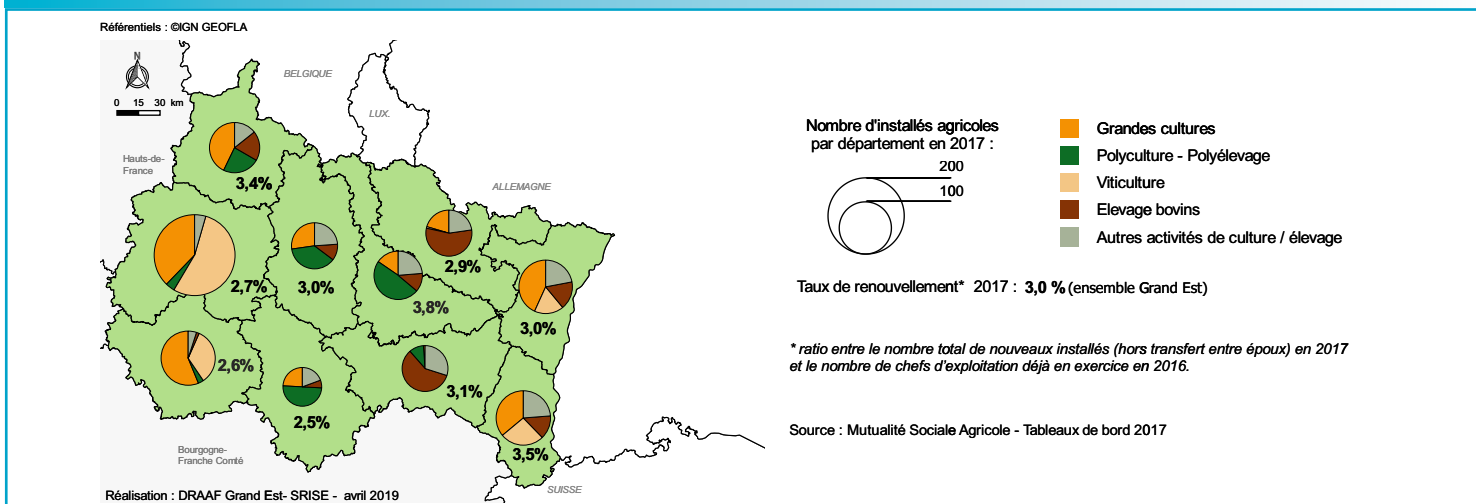 Référentiels : ©IGN GEOFLA
N
0 15 30 km
BELGIQUE
LUX.
Hauts-de-
France
ALLEMAGNE
3,4%
2,7%
3,0%
2,9%
3,8%
3,0%
2,6%
2,5%
3,1%
3,5%
Bourgogne-
Franche Comté
SUISSE
Réalisation : DRAAF Grand Est- SRISE - avril 2019
Nombre d'installés agricoles
par département en 2017 :
200
100
Grandes cultures
Polyculture - Polyélevage
Viticulture
Elevage bovins
Autres activités de culture / élevage
Taux de renouvellement* 2017 : 3,0 % (ensemble Grand Est)
* ratio entre le nombre total de nouveaux installés (hors transfert entre époux) en 2017
et le nombre de chefs d'exploitation déjà en exercice en 2016.
Source : Mutualité Sociale Agricole - Tableaux de bord 2017